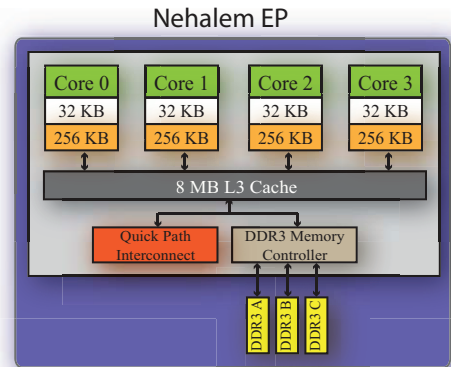 Nehalem EP
Core 0 Core 1 Core 2 Core 3
32 KB 32 KB 32 KB 32 KB
256 KB 256 KB 256 KB 256 KB
8 MB L3 Cache
Quick Path
Interconnect
DDR3 Memory
Controller
DDR3 A
DDR3 B
DDR3 C